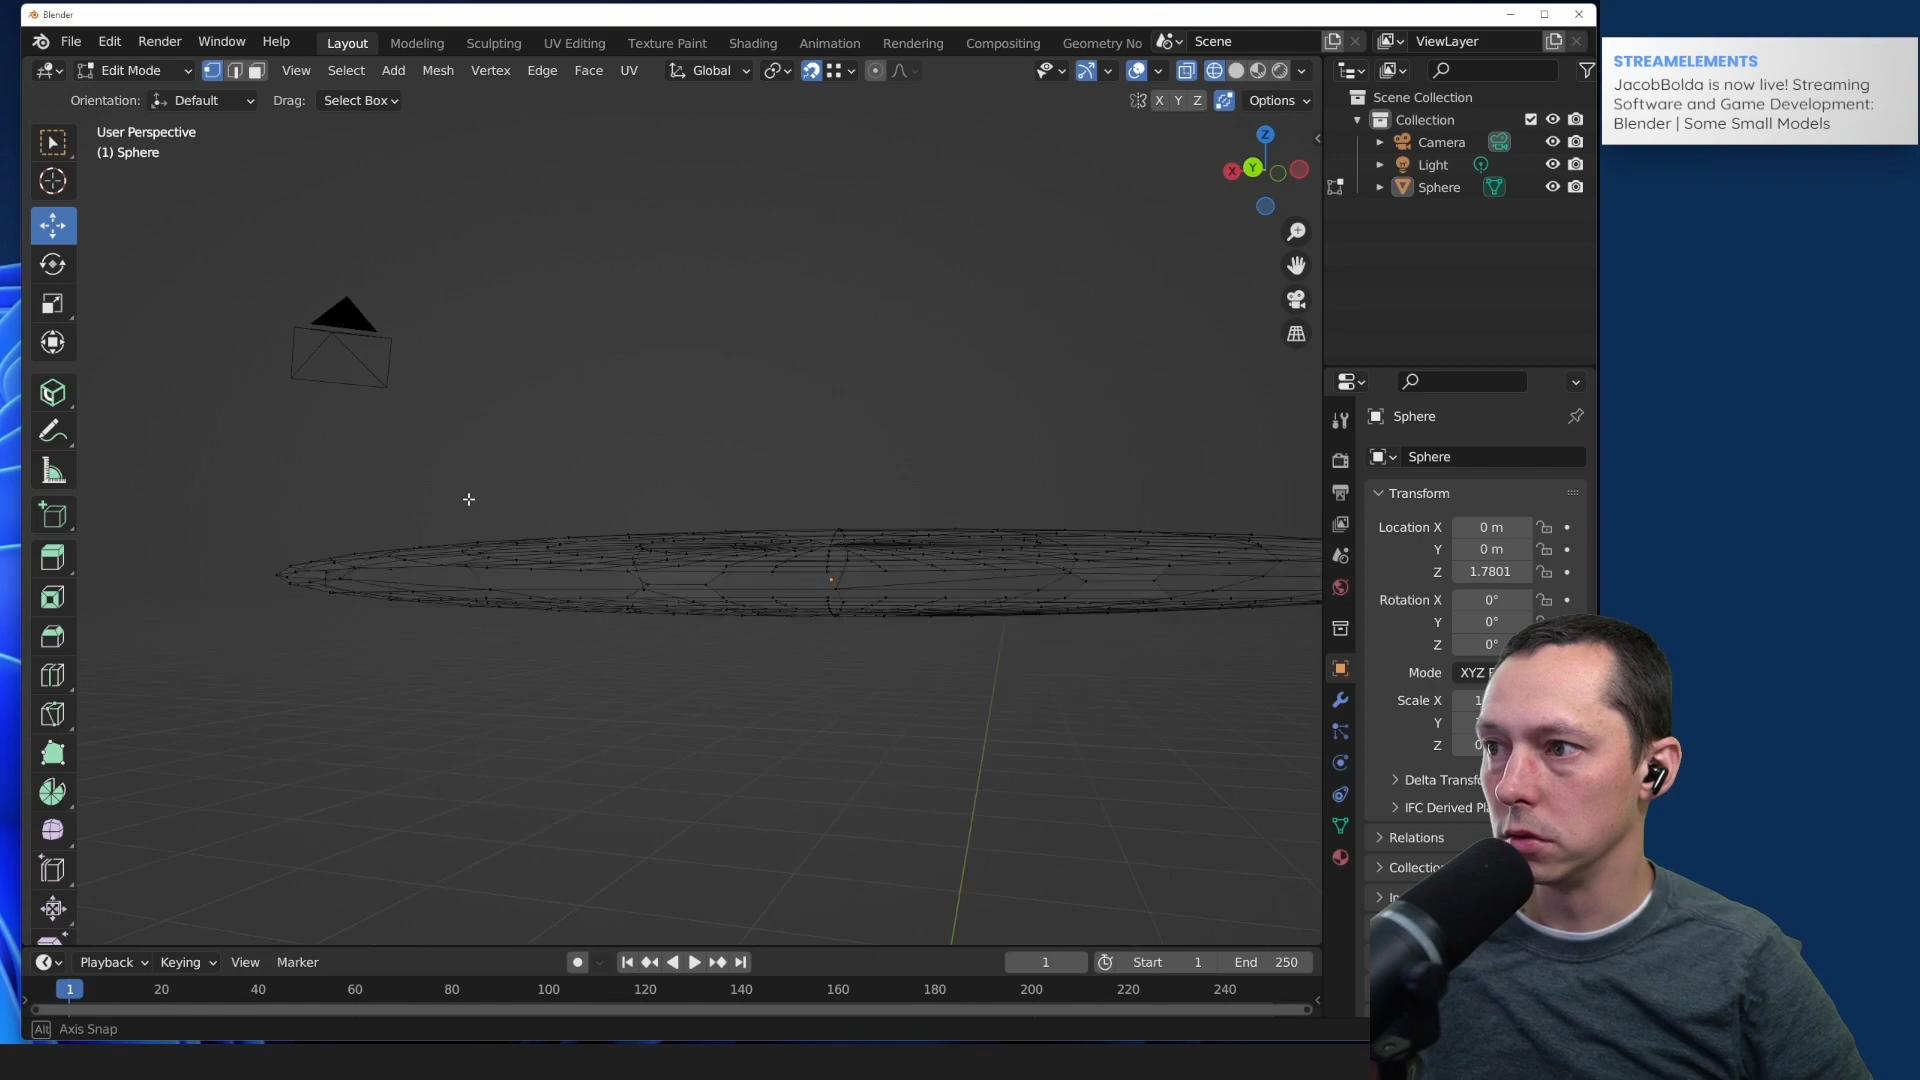 Blender
File Edit Render Window Help
Layout Modeling Sculpting UV Editing Texture Paint Shading Animation Rendering Compositing Geometry No
Scene
ViewLayer
Edit Mode
View Select Add Mesh Vertex Edge Face UV
Global
Orientation: Default Drag: Select Box
X Y Z
Options
User Perspective
(1) Sphere
Z
X Y
Scene Collection
Collection
Camera
Light
Sphere
STREAMELEMENTS
JacobBolda is now live! Streaming
Software and Game Development:
Blender | Some Small Models
Sphere
Sphere
Transform
Location X 0 m
Y 0 m
Z 1.7801
Rotation X 0°
Y 0°
Z 0°
Mode XYZ
Scale X
Y
Z
Delta Transf
IFC Derived
Relations
Playback Keying View Marker
1
Start 1
End 250
1 20 40 60 80 100 120 140 160 180 200 220 240
Alt Axis Snap